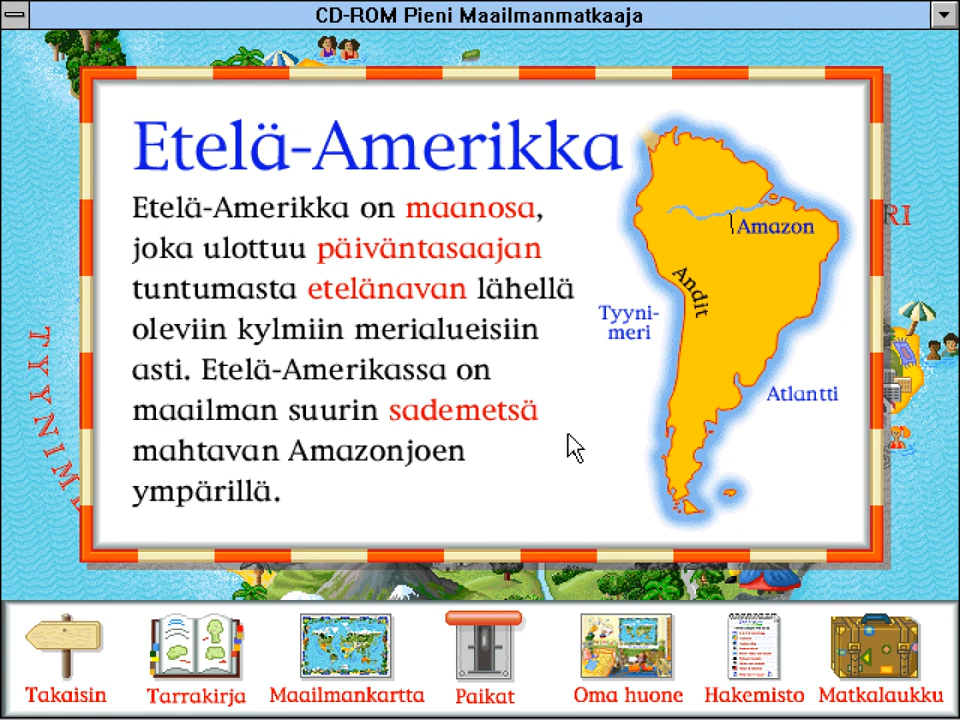 CD-ROM Pieni Maailmanmatkaaja
Etelä-Amerikka
Etelä-Amerikka on maanosa,
joka ulottuu päiväntasaajan
tuntumasta etelänavan lähellä
oleviin kylmiin merialueisiin
asti. Etelä-Amerikassa on
maailman suurin sademetsä
mahtavan Amazonjoen
ympärillä.
Amazon
Andit
Tyyni-
meri
Atlantti
TYYNI
RI
Takaisin
Tarrakirja
Maailmankartta
Paikat
Oma huone
Hakemisto
Matkalaukku